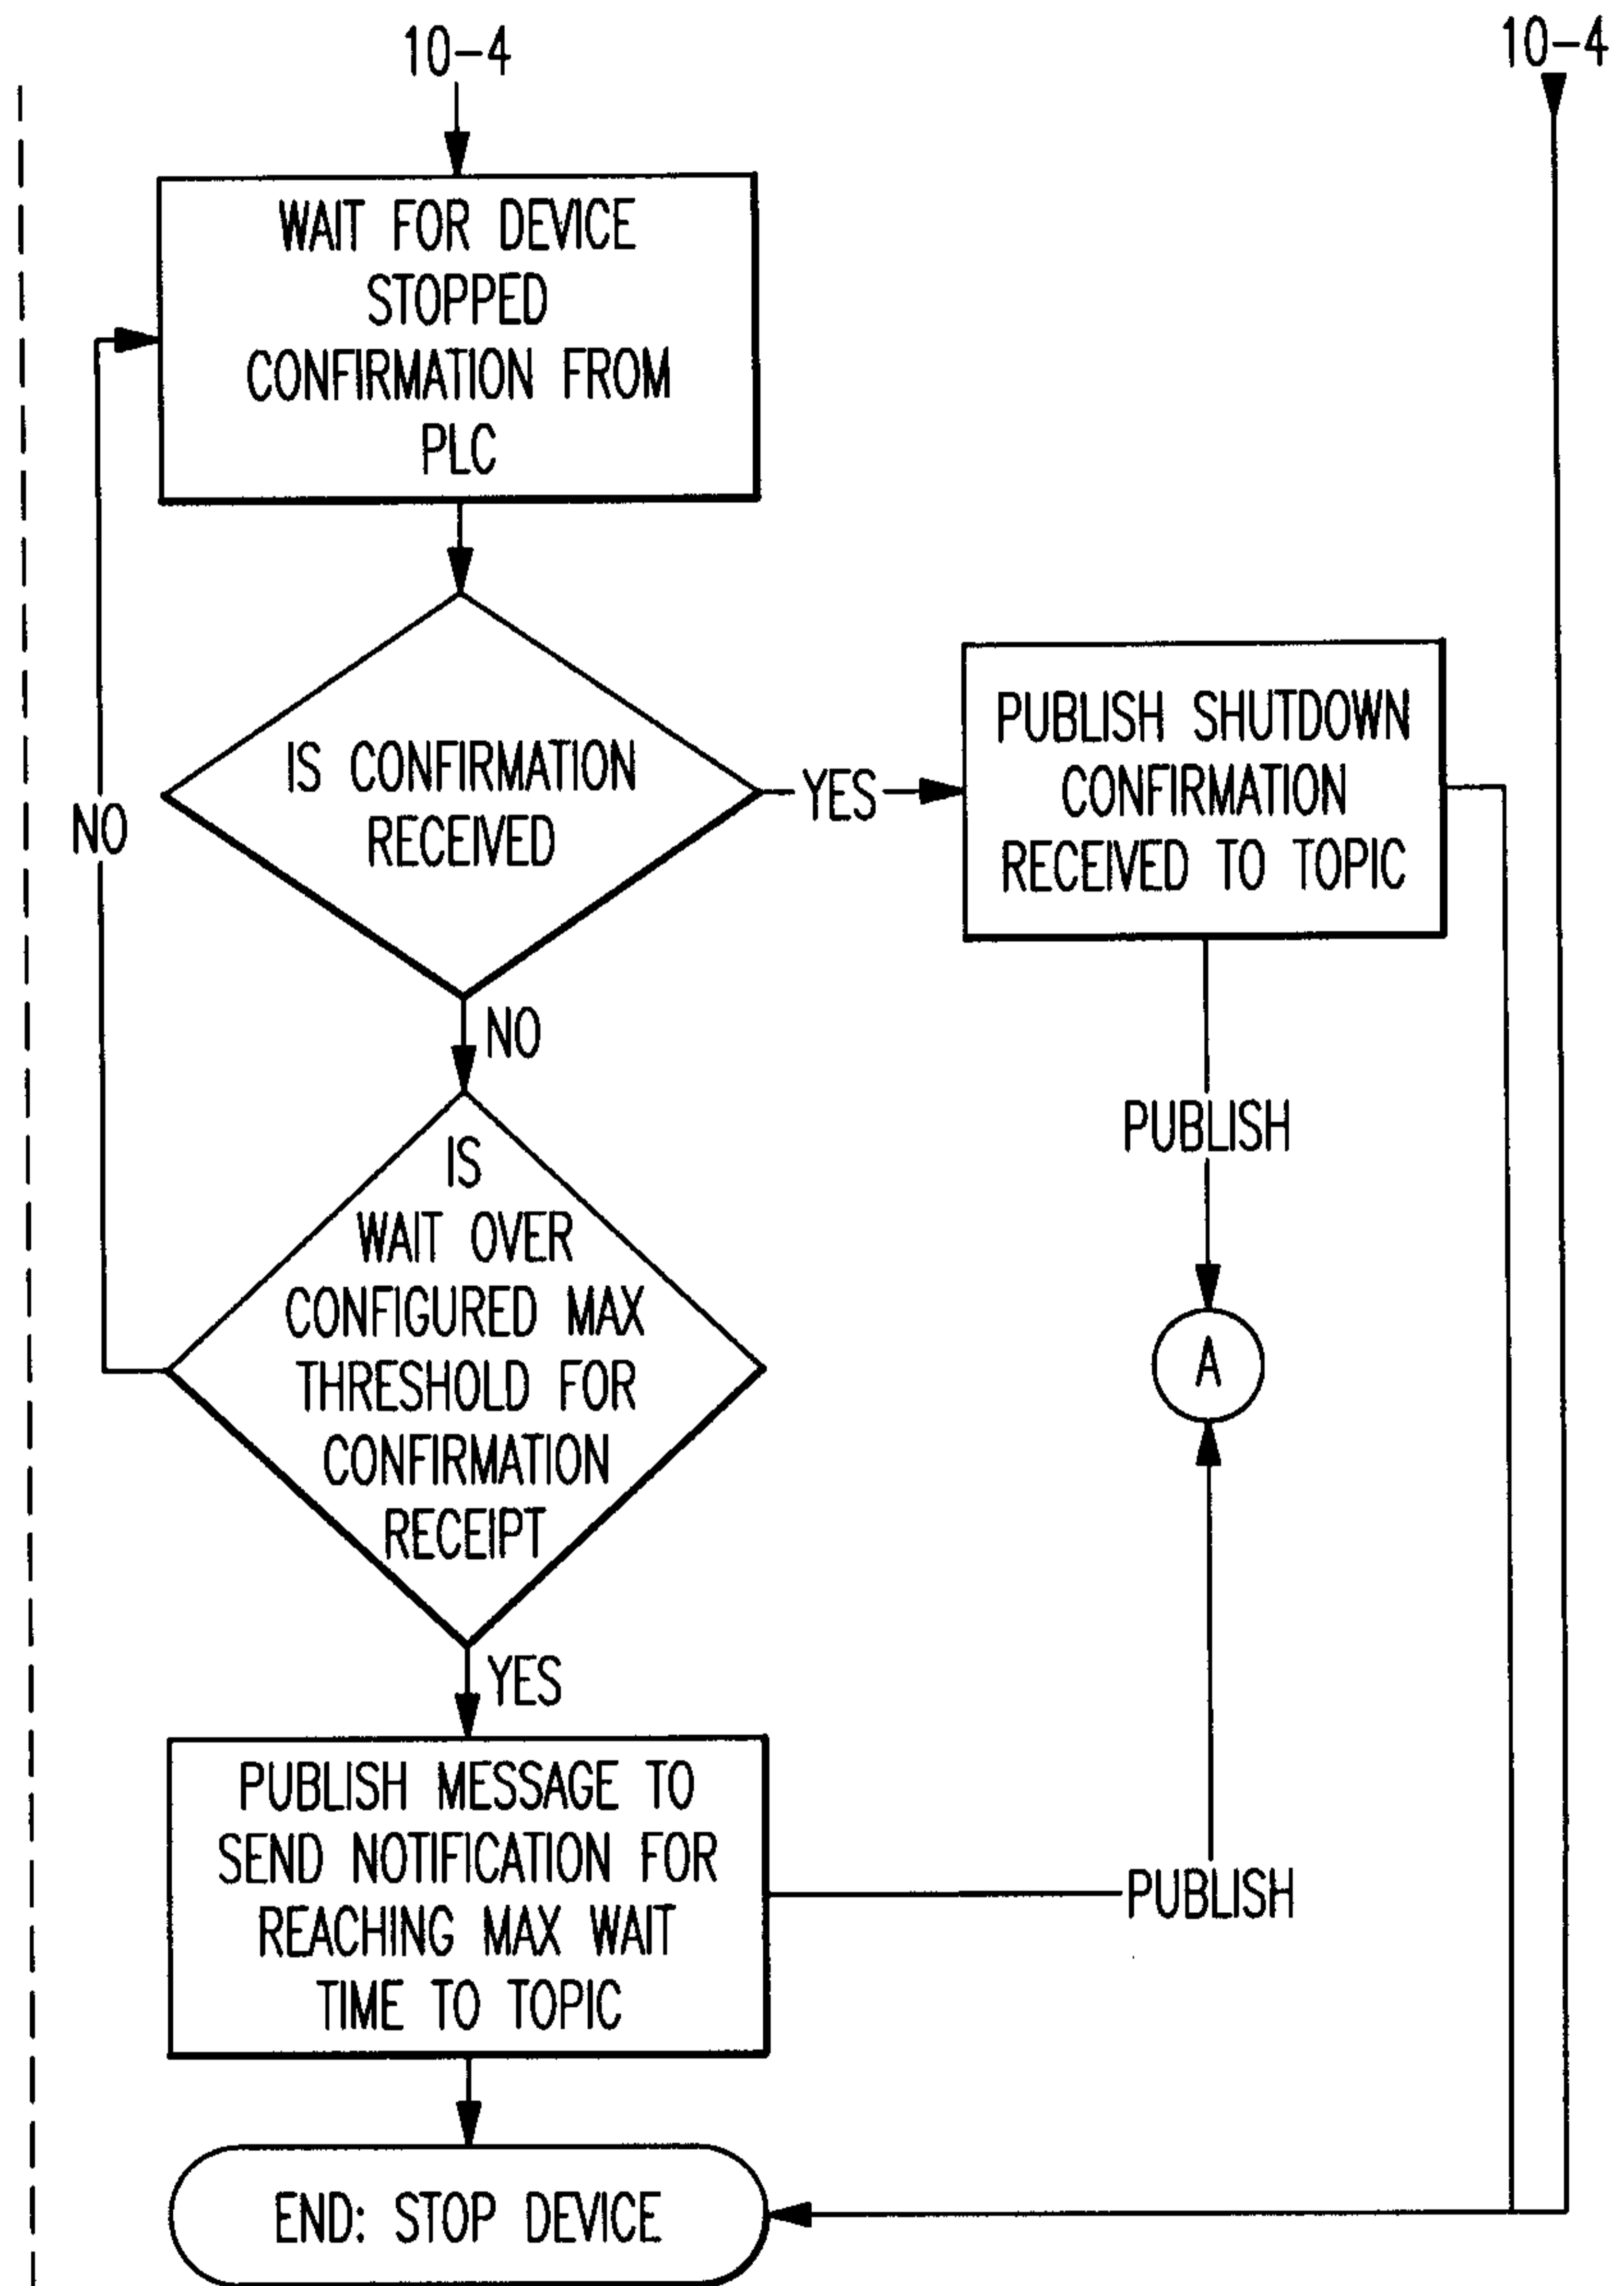 10-4
10-4
WAIT FOR DEVICE
STOPPED
CONFIRMATION FROM
PLC
IS CONFIRMATION
RECEIVED
YES
PUBLISH SHUTDOWN
CONFIRMATION
RECEIVED TO TOPIC
NO
NO
PUBLISH
IS
WAIT OVER
CONFIGURED MAX
THRESHOLD FOR
CONFIRMATION
RECEIPT
A
YES
PUBLISH MESSAGE TO
SEND NOTIFICATION FOR
REACHING MAX WAIT
TIME TO TOPIC
PUBLISH
END: STOP DEVICE